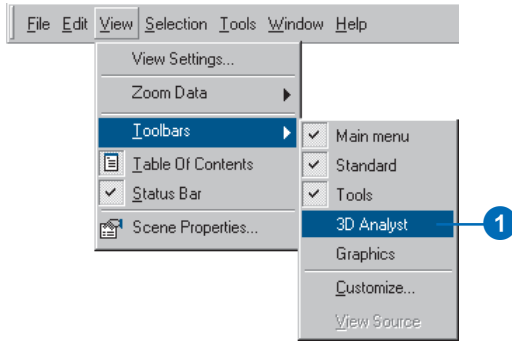 File Edit View Selection Tools Window Help
View Settings...
Zoom Data
Toolbars
Table Of Contents
Status Bar
Scene Properties...
Main menu
Standard
Tools
3D Analyst
1
Graphics
Customize...
View Source